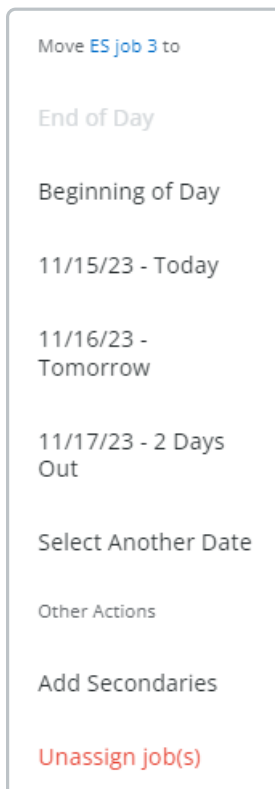 Move ES job 3 to
End of Day
Beginning of Day
11/15/23 - Today
11/16/23 -
Tomorrow
11/17/23 - 2 Days
Out
Select Another Date
Other Actions
Add Secondaries
Unassign job(s)